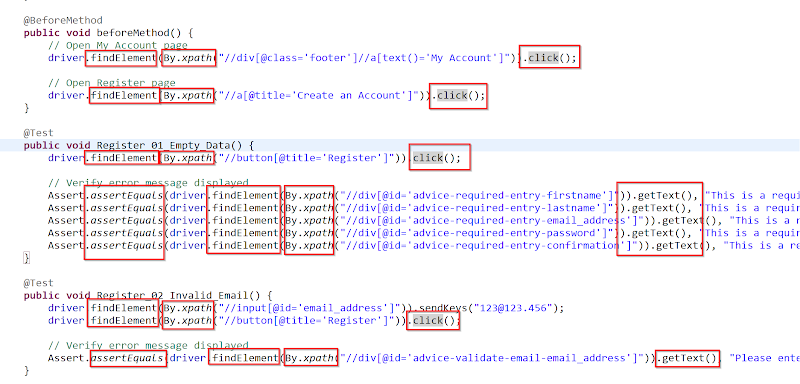 @BeforeMethod
public void beforeMethod() {
// Open My Account page
driver.findElement(By.xpath("//div[@class='footer']//a[text()='My Account']")).click();
// Open Register page
driver.findElement(By.xpath("//a[@title='Create an Account']")).click();
}
@Test
public void Register_01_Empty_Data() {
driver.findElement(By.xpath("//button[@title='Register']")).click();
// Verify error message displayed
Assert.assertEquals(driver.findElement(By.xpath("//div[@id='advice-required-entry-firstname']")).getText(), "This is a requi
Assert.assertEquals(driver.findElement(By.xpath("//div[@id='advice-required-entry-lastname']")).getText(), "This is a requir
Assert.assertEquals(driver.findElement(By.xpath("//div[@id='advice-required-entry-email_address']")).getText(), "This is a r
Assert.assertEquals(driver.findElement(By.xpath("//div[@id='advice-required-entry-password']")).getText(), "This is a requir
Assert.assertEquals(driver.findElement(By.xpath("//div[@id='advice-required-entry-confirmation']")).getText(), "This is a re
}
@Test
public void Register_02_Invalid_Email() {
driver.findElement(By.xpath("//input[@id='email_address']")).sendKeys("123@123.456");
driver.findElement(By.xpath("//button[@title='Register']")).click();
// Verify error message displayed
Assert.assertEquals(driver.findElement(By.xpath("//div[@id='advice-validate-email-email_address']")).getText(), "Please ente
}